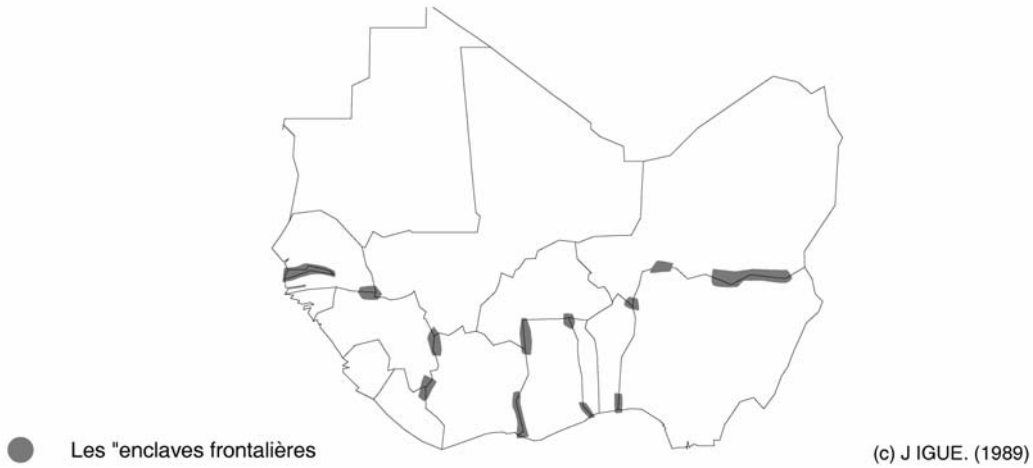 Les "enclaves frontalières
(c) J IGUE. (1989)